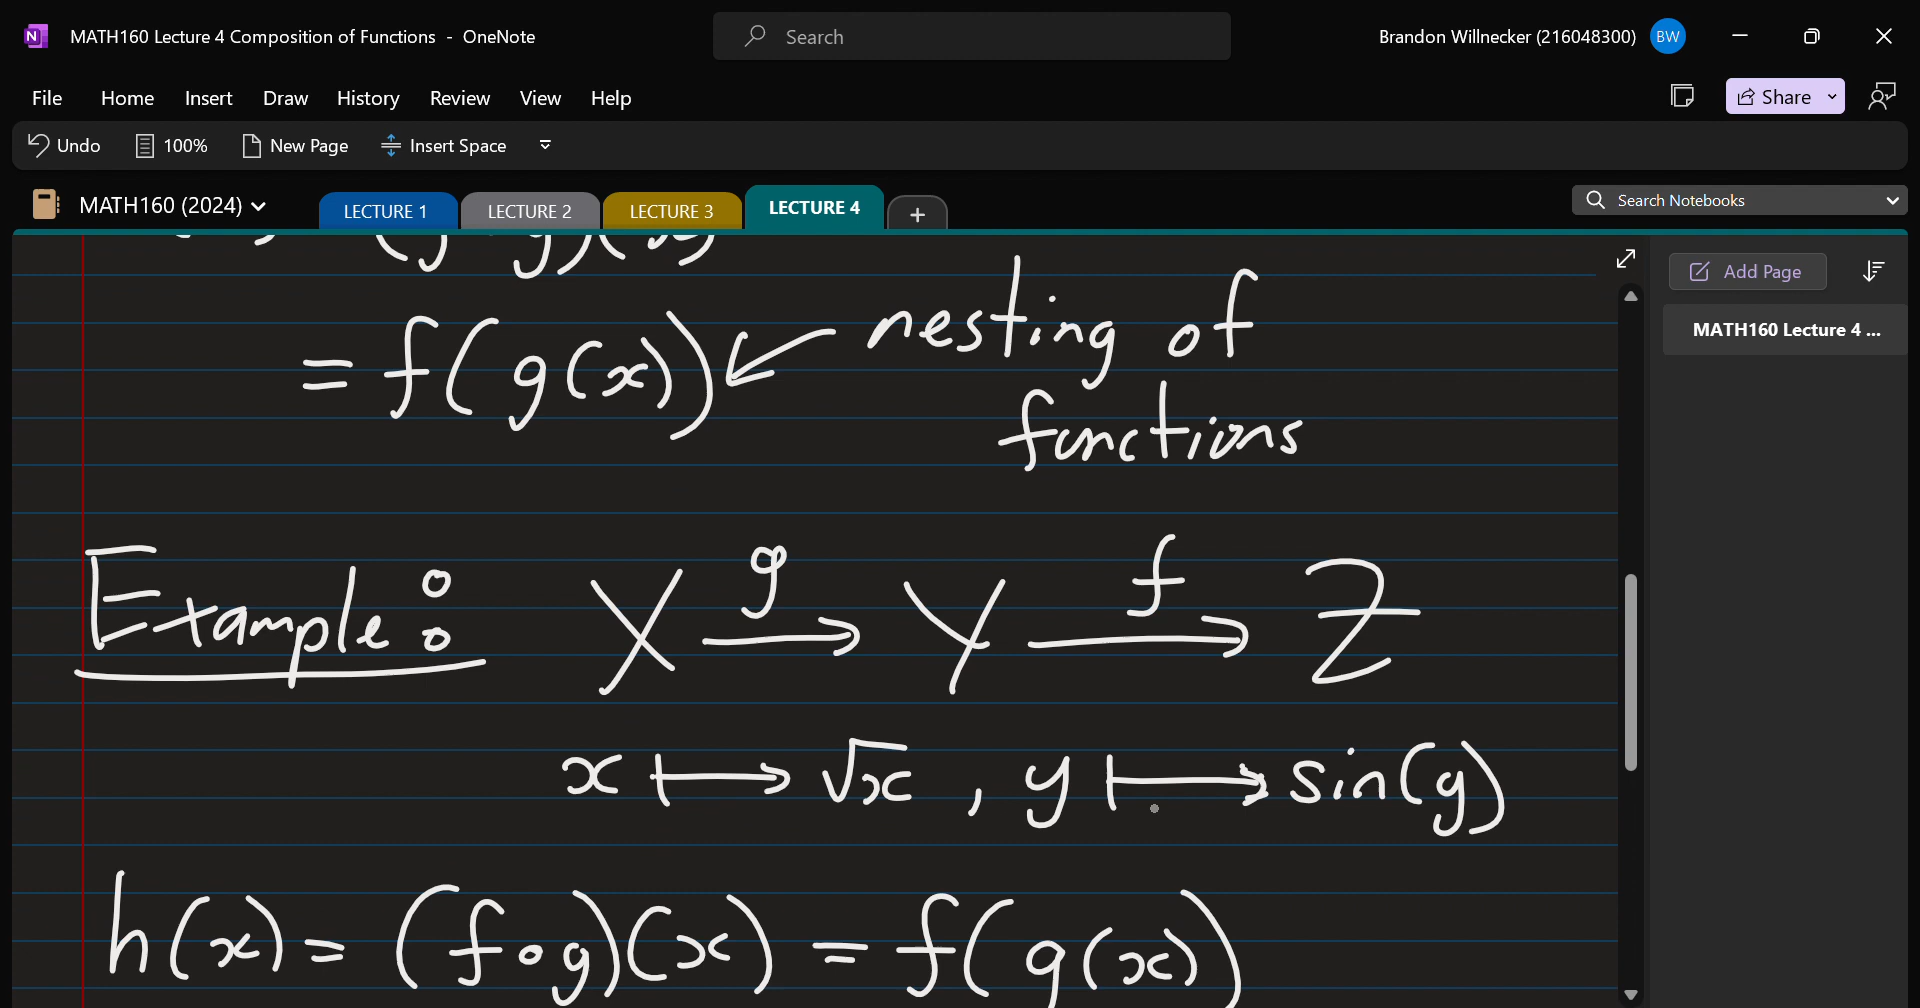 MATH160 Lecture 4 Composition of Functions - OneNote
Search
Brandon Willnecker (216048300) BW
File Home Insert Draw History Review View Help
Share
Undo 100% New Page Insert Space
MATH160 (2024)
LECTURE 1 LECTURE 2 LECTURE 3 LECTURE 4 +
Search Notebooks
Add Page
MATH160 Lecture 4 ...
= f(g(x)) ← nesting of
functions
Example: X →^g Y →^f Z
x ↦ √x , y ↦ sin(y)
h(x) = (f∘g)(x) = f(g(x))